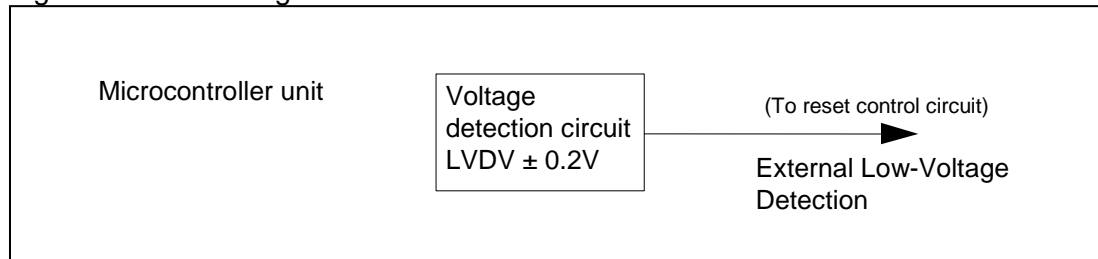 Microcontroller unit
Voltage
detection circuit
LVDV ± 0.2V
(To reset control circuit)
External Low-Voltage
Detection